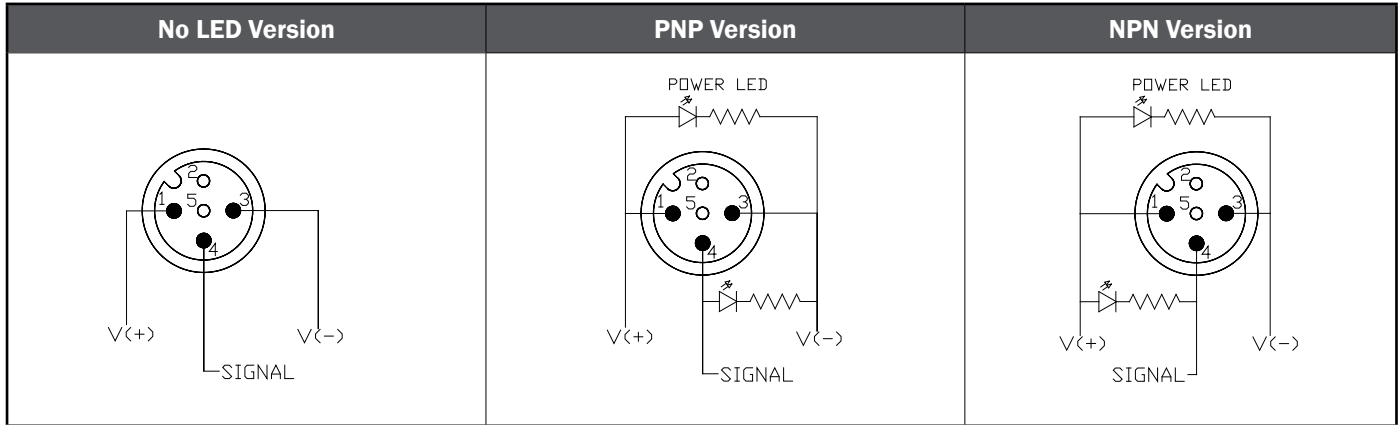 No LED Version
PNP Version
NPN Version
2
1 5 3
4
V(+) V(-)
SIGNAL
POWER LED
2
1 5 3
4
V(+) V(-)
SIGNAL
POWER LED
2
1 5 3
4
V(+) V(-)
SIGNAL